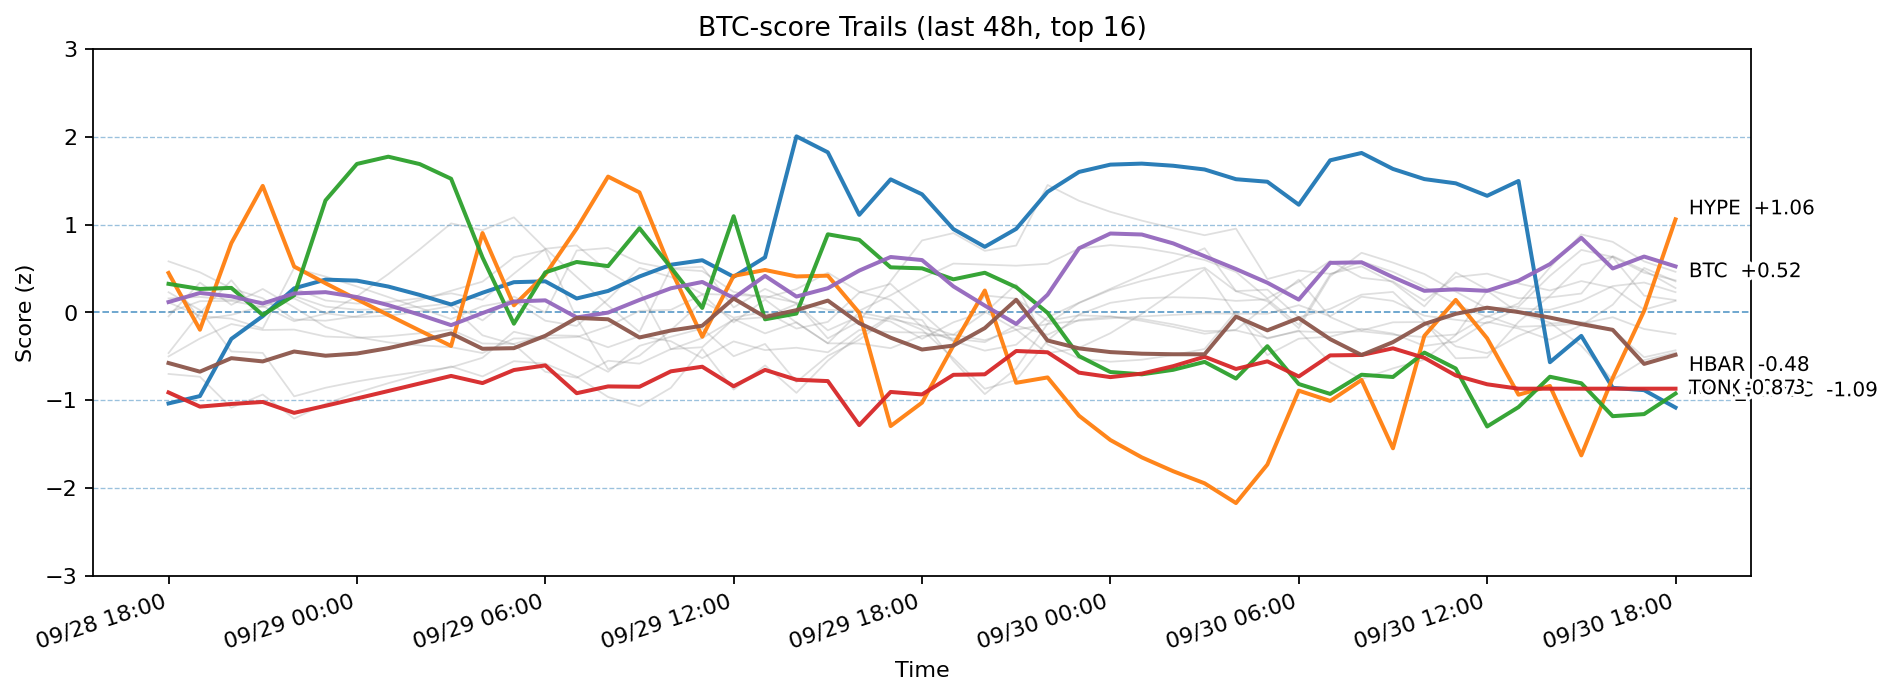 BTC-score Trails (last 48h, top 16)
Score (z)
3
2
1
0
−1
−2
−3
HYPE +1.06
BTC +0.52
HBAR -0.48
TON -0.873
-1.09
09/28 18:00
09/29 00:00
09/29 06:00
09/29 12:00
09/29 18:00
09/30 00:00
09/30 06:00
09/30 12:00
09/30 18:00
Time